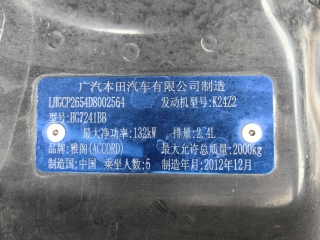 广汽本田汽车有限公司制造
LHGCP2654D8002564 发动机型号:K24Z2
型号:HG7241BB
最大净功率:132kW 排量:2.4L
品牌:雅阁(ACCORD) 最大允许总质量:2000kg
制造国:中国 乘坐人数:5 制造年月:2012年12月